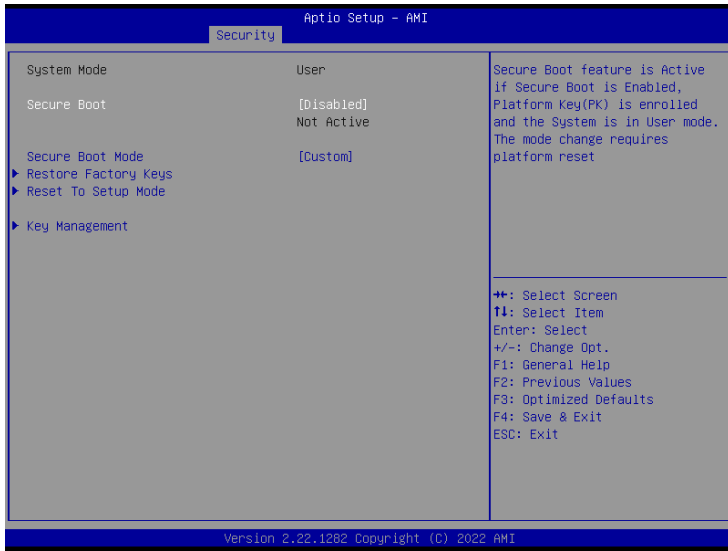 Aptio Setup – AMI
Security
System Mode User
Secure Boot [Disabled]
Not Active
Secure Boot Mode [Custom]
Restore Factory Keys
Reset To Setup Mode
Key Management
Secure Boot feature is Active
if Secure Boot is Enabled,
Platform Key(PK) is enrolled
and the System is in User mode.
The mode change requires
platform reset
→←: Select Screen
↑↓: Select Item
Enter: Select
+/-: Change Opt.
F1: General Help
F2: Previous Values
F3: Optimized Defaults
F4: Save & Exit
ESC: Exit
Version 2.22.1282 Copyright (C) 2022 AMI